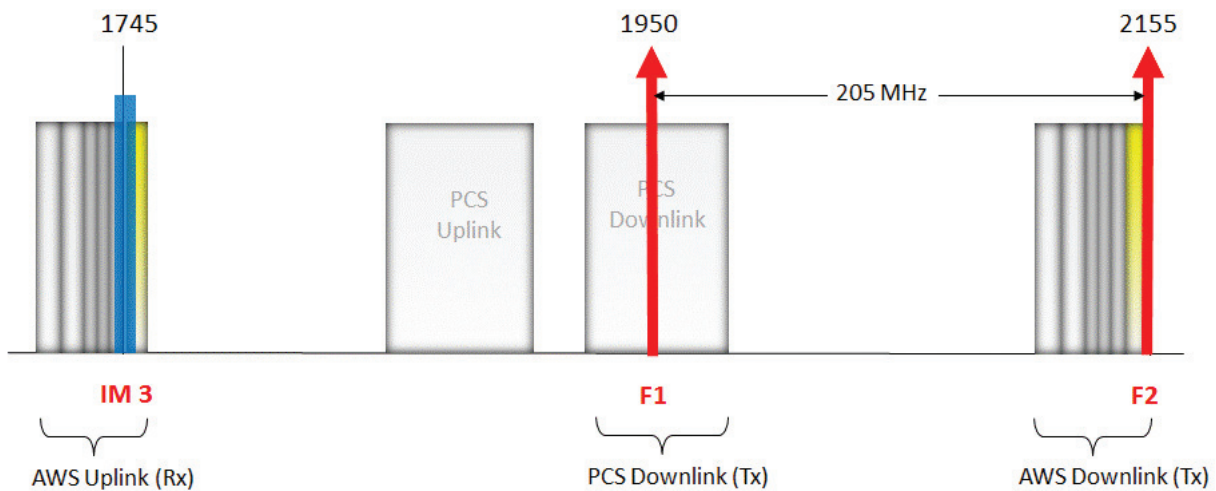 1745
1950
2155
205 MHz
PCS
Uplink
PCS
Downlink
IM 3
F1
F2
AWS Uplink (Rx)
PCS Downlink (Tx)
AWS Downlink (Tx)